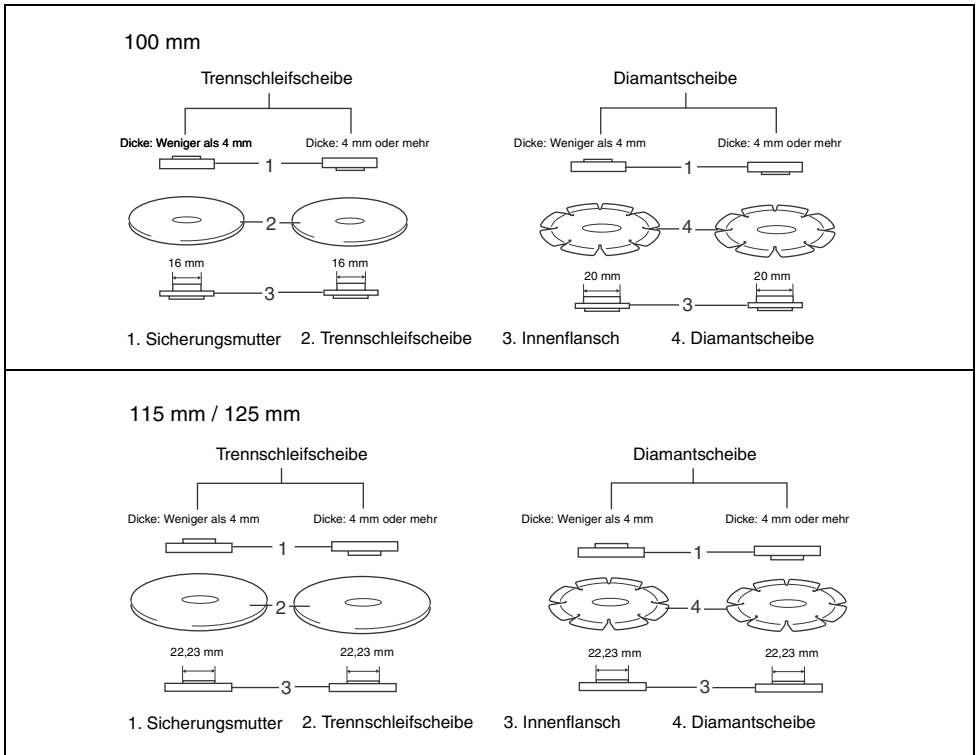 100 mm
Trennschleifscheibe
Diamantscheibe
Dicke: Weniger als 4 mm
Dicke: 4 mm oder mehr
Dicke: Weniger als 4 mm
Dicke: 4 mm oder mehr
1
1
2
4
16 mm
16 mm
20 mm
20 mm
3
3
1. Sicherungsmutter 2. Trennschleifscheibe 3. Innenflansch 4. Diamantscheibe
115 mm / 125 mm
Trennschleifscheibe
Diamantscheibe
Dicke: Weniger als 4 mm
Dicke: 4 mm oder mehr
Dicke: Weniger als 4 mm
Dicke: 4 mm oder mehr
1
1
2
4
22,23 mm
22,23 mm
22,23 mm
22,23 mm
3
3
1. Sicherungsmutter 2. Trennschleifscheibe 3. Innenflansch 4. Diamantscheibe